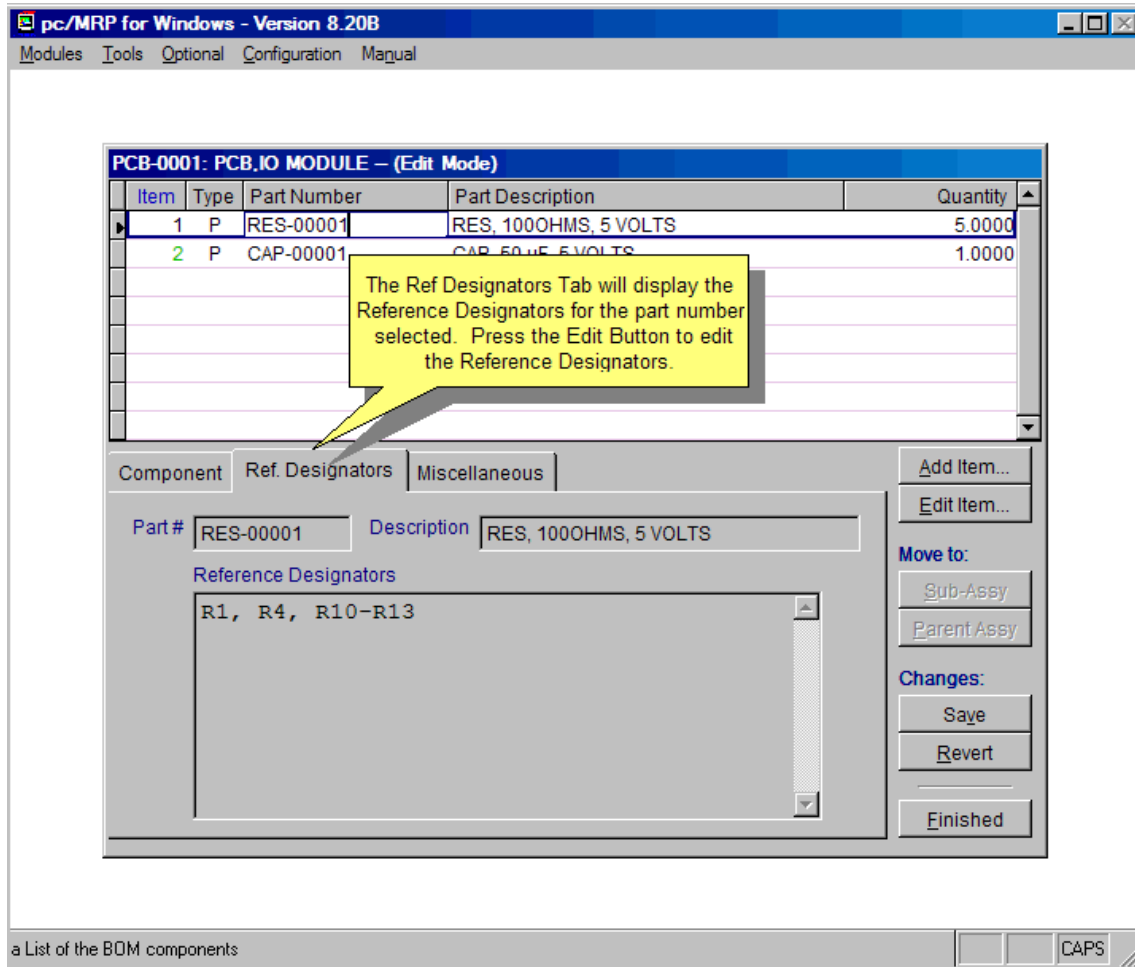 pc/MRP for Windows - Version 8.20B
Modules Tools Optional Configuration Manual
PCB-0001: PCB,IO MODULE – (Edit Mode)
Item Type Part Number Part Description Quantity
1 P RES-00001 RES, 100OHMS, 5 VOLTS 5.0000
2 P CAP-00001 CAP, 50 uF, 5 VOLTS 1.0000
The Ref Designators Tab will display the
Reference Designators for the part number
selected. Press the Edit Button to edit
the Reference Designators.
Component Ref. Designators Miscellaneous
Add Item...
Edit Item...
Part # RES-00001 Description RES, 100OHMS, 5 VOLTS
Move to:
Reference Designators
Sub-Assy
R1, R4, R10-R13
Parent Assy
Changes:
Save
Revert
Finished
a List of the BOM components CAPS